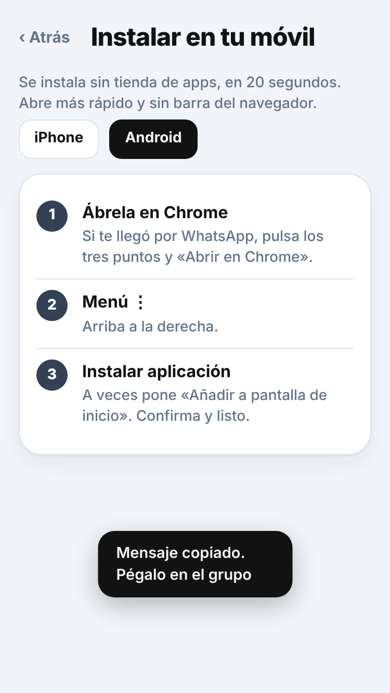 ‹ Atrás
Instalar en tu móvil
Se instala sin tienda de apps, en 20 segundos.
Abre más rápido y sin barra del navegador.
iPhone
Android
1
Ábrela en Chrome
Si te llegó por WhatsApp, pulsa los
tres puntos y «Abrir en Chrome».
2
Menú ⋮
Arriba a la derecha.
3
Instalar aplicación
A veces pone «Añadir a pantalla de
inicio». Confirma y listo.
Mensaje copiado.
Pégalo en el grupo